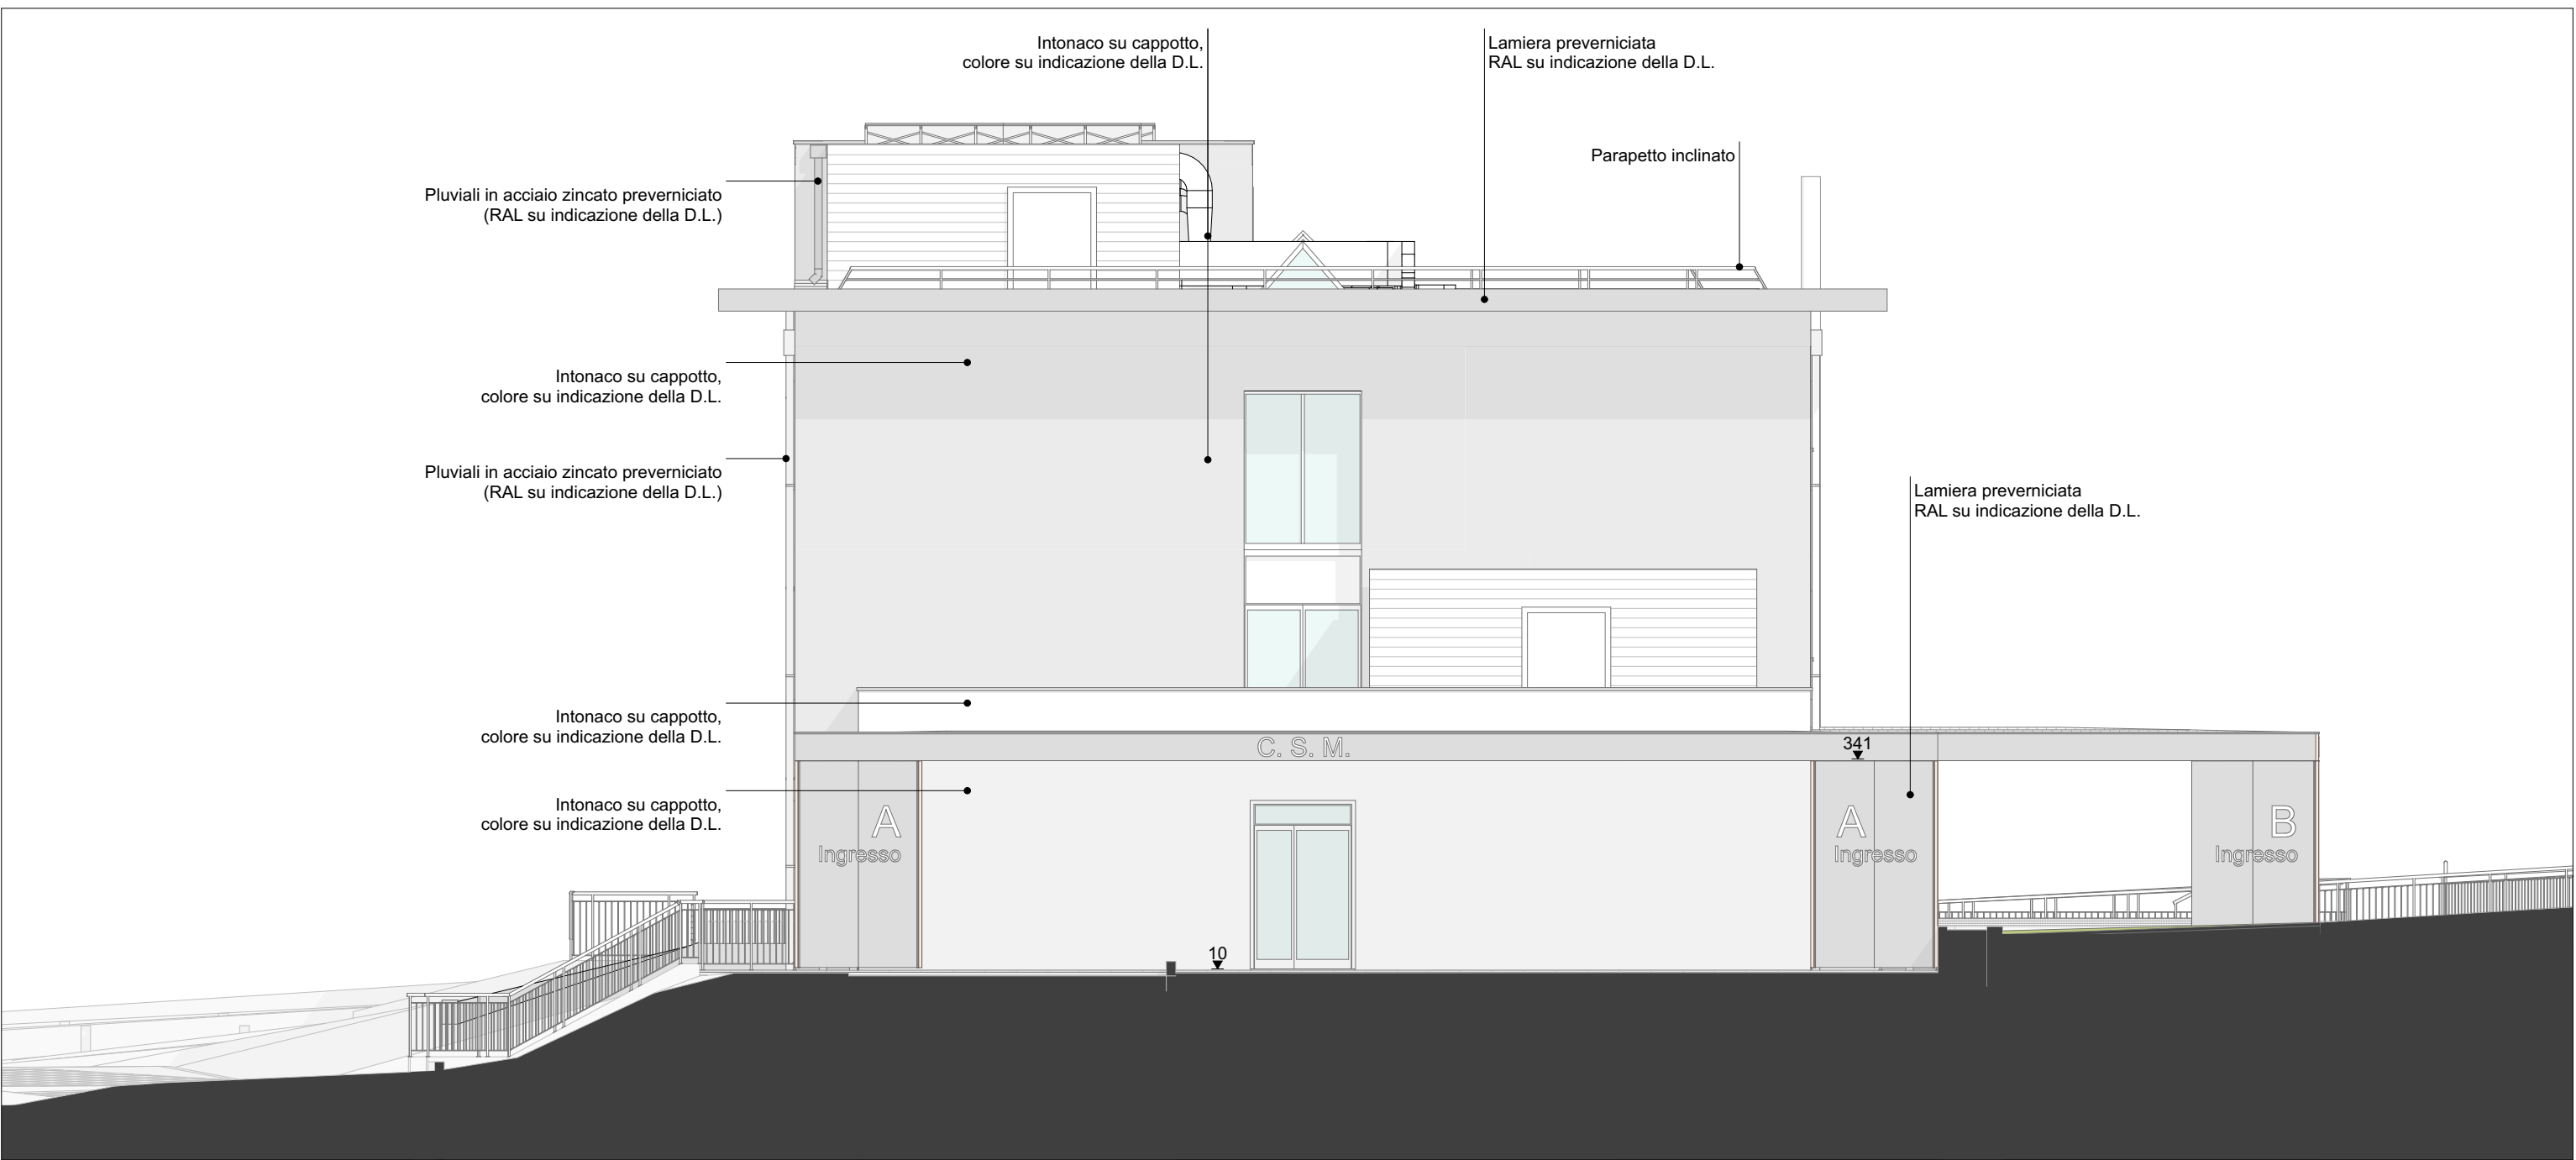 Intonaco su cappotto,
colore su indicazione della D.L.
Lamiera preverniciata
RAL su indicazione della D.L.
Parapetto inclinato
Pluviali in acciaio zincato preverniciato
(RAL su indicazione della D.L.)
Intonaco su cappotto,
colore su indicazione della D.L.
Pluviali in acciaio zincato preverniciato
(RAL su indicazione della D.L.)
Lamiera preverniciata
RAL su indicazione della D.L.
Intonaco su cappotto,
colore su indicazione della D.L.
C. S. M.
341
Intonaco su cappotto,
colore su indicazione della D.L.
A
Ingresso
A
Ingresso
B
Ingresso
10